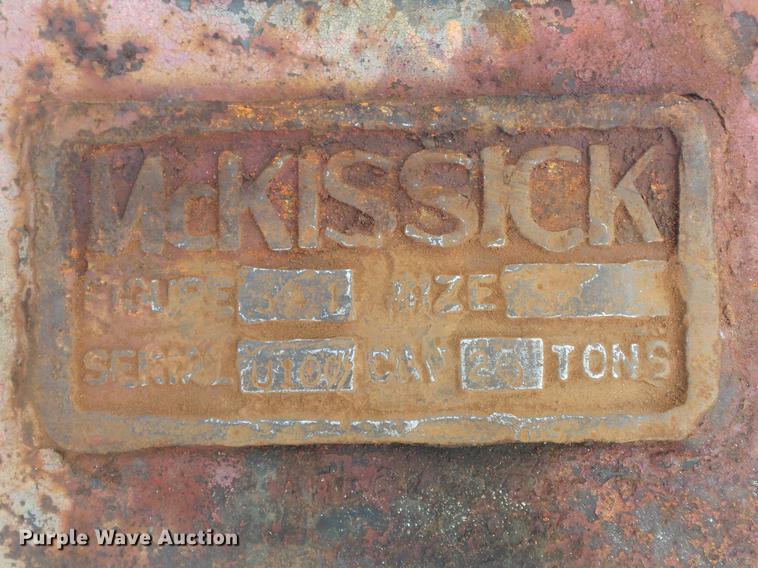 McKISSICK
FIGURE SIZE
SERIAL CAP TONS
Purple Wave Auction